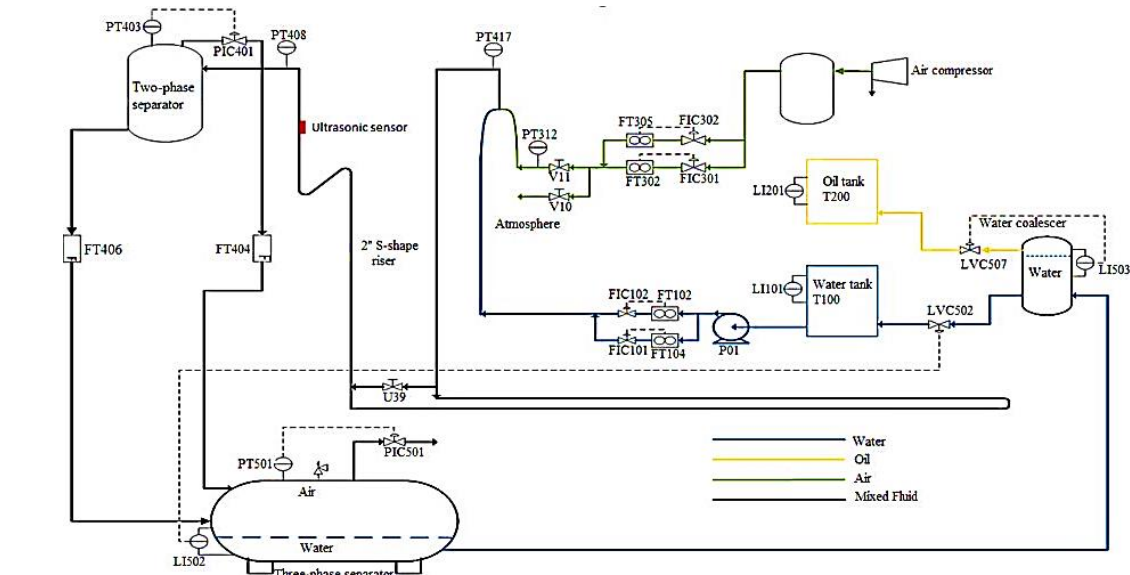 PT403
PIC401
PT408
PT417
Two-phase
separator
Ultrasonic sensor
Air compressor
FT305
FIC302
PT312
V11
FT302
FIC301
V10
Atmosphere
LI201
Oil tank
T200
Water coalescer
LVC507
Water
LI503
FT406
FT404
2" S-shape
riser
LI101
Water tank
T100
LVC502
FIC102
FT102
FIC101
FT104
P01
U39
PT501
PIC501
Air
Water
LI502
Three-phase separator
Water
Oil
Air
Mixed Fluid